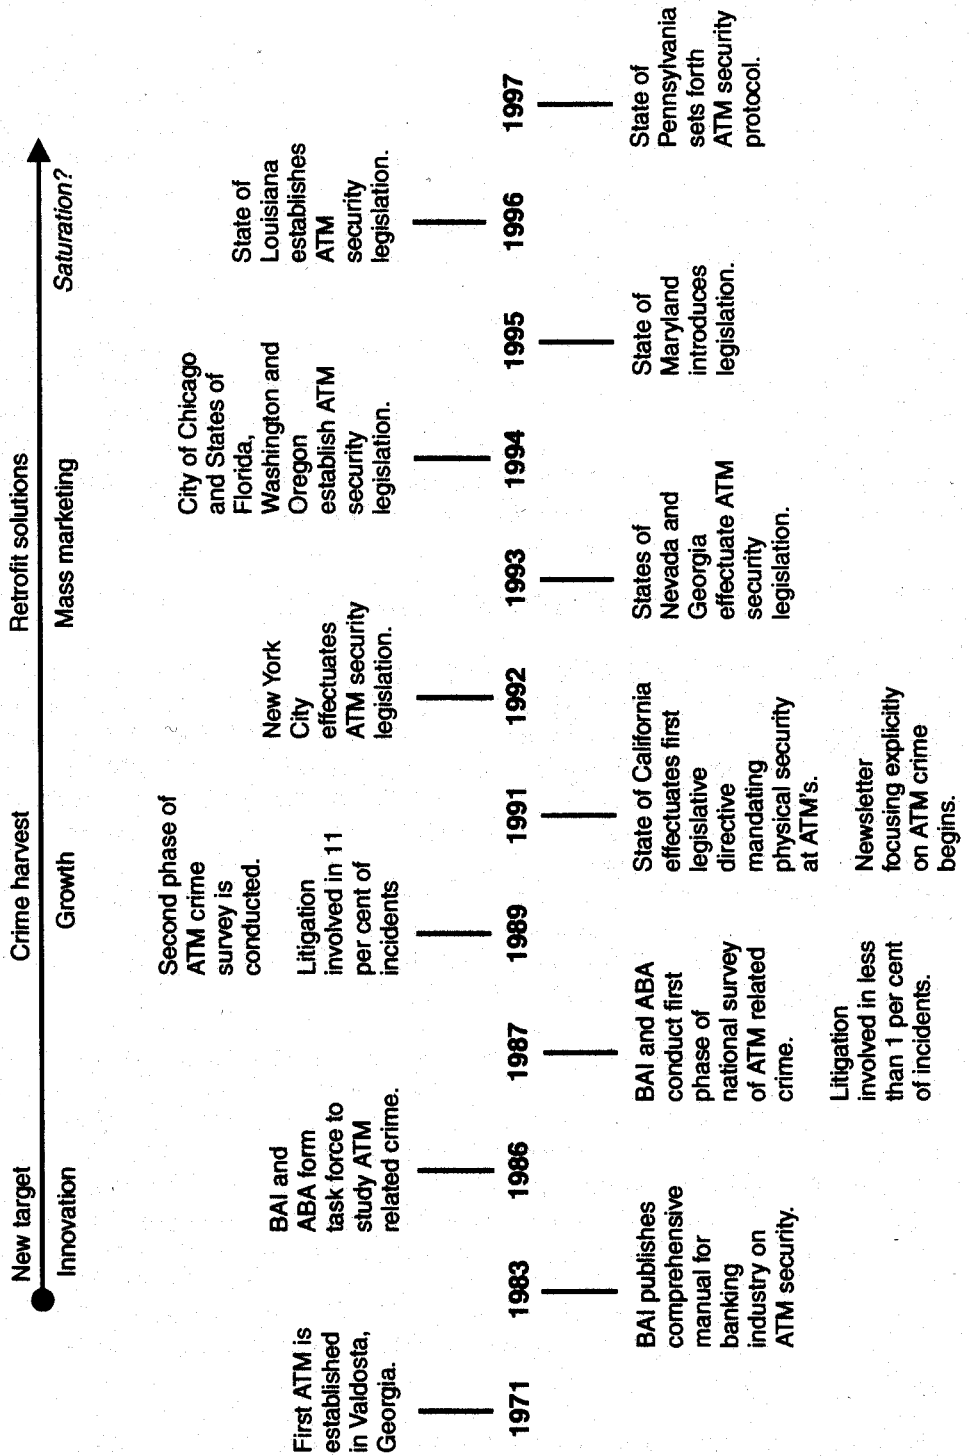 New target
Crime harvest
Retrofit solutions
Innovation
Growth
Mass marketing
Saturation?
First ATM is
established
in Valdosta,
Georgia.
1971
1983
BAI publishes
comprehensive
manual for
banking
industry on
ATM security.
BAI and
ABA form
task force to
study ATM
related crime.
1986
1987
BAI and ABA
conduct first
phase of
national survey
of ATM related
crime.
Litigation
involved in less
than 1 per cent
of incidents.
Second phase of
ATM crime
survey is
conducted.
Litigation
involved in 11
per cent of
incidents
1989
1991
State of California
effectuates first
legislative
directive
mandating
physical security
at ATM's.
Newsletter
focusing explicitly
on ATM crime
begins.
New York
City
effectuates
ATM security
legislation.
1992
1993
States of
Nevada and
Georgia
effectuate ATM
security
legislation.
City of Chicago
and States of
Florida,
Washington and
Oregon
establish ATM
security
legislation.
1994
1995
State of
Maryland
introduces
legislation.
State of
Louisiana
establishes
ATM
security
legislation.
1996
1997
State of
Pennsylvania
sets forth
ATM security
protocol.